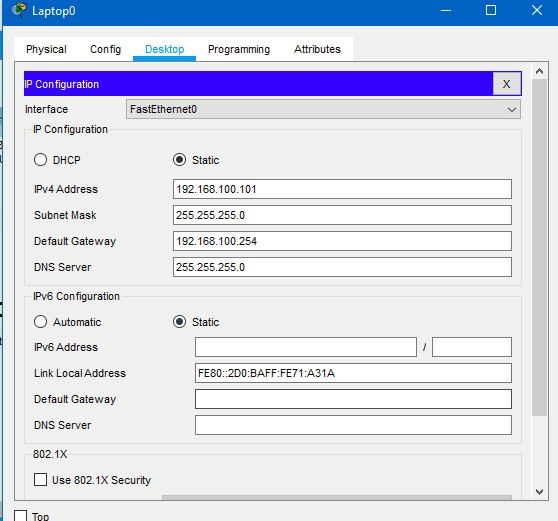 Laptop0
Physical Config Desktop Programming Attributes
IP Configuration X
Interface FastEthernet0
IP Configuration
DHCP Static
IPv4 Address 192.168.100.101
Subnet Mask 255.255.255.0
Default Gateway 192.168.100.254
DNS Server 255.255.255.0
IPv6 Configuration
Automatic Static
IPv6 Address /
Link Local Address FE80::2D0:BAFF:FE71:A31A
Default Gateway
DNS Server
802.1X
Use 802.1X Security
Top